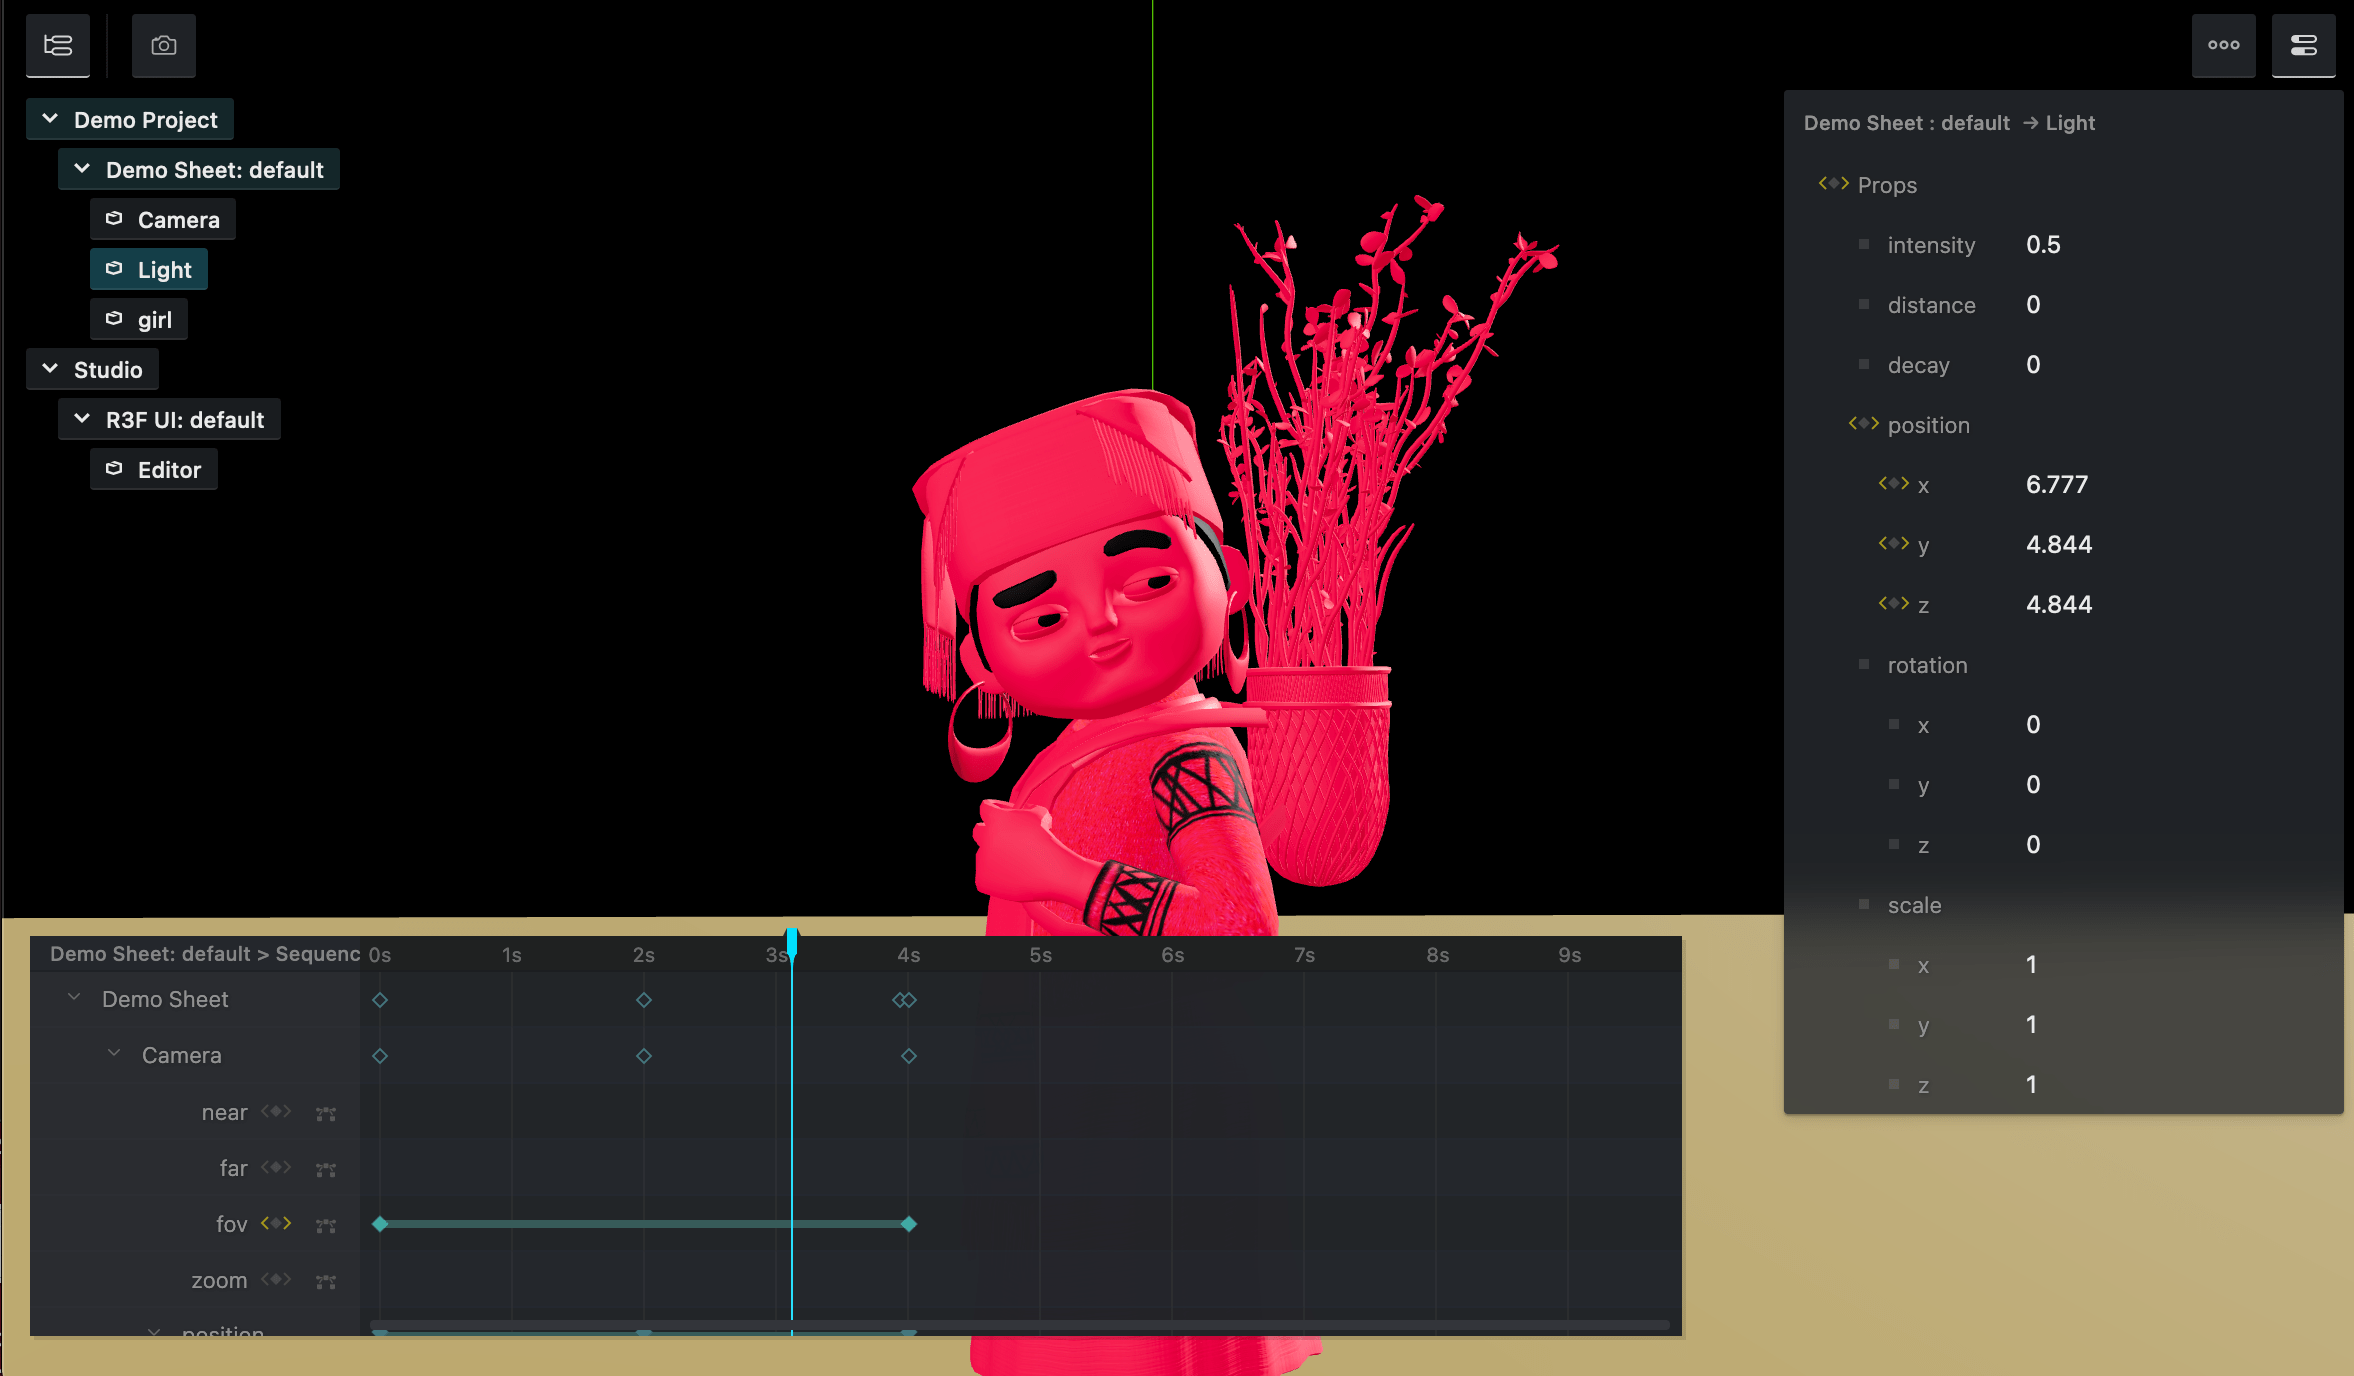 Demo Project
Demo Sheet: default
Camera
Light
girl
Studio
R3F UI: default
Editor
Demo Sheet : default → Light
Props
intensity 0.5
distance 0
decay 0
position
x 6.777
y 4.844
z 4.844
rotation
x 0
y 0
z 0
scale
x 1
y 1
z 1
Demo Sheet: default > Sequenc 0s 1s 2s 3s 4s 5s 6s 7s 8s 9s
Demo Sheet
Camera
near
far
fov
zoom
position